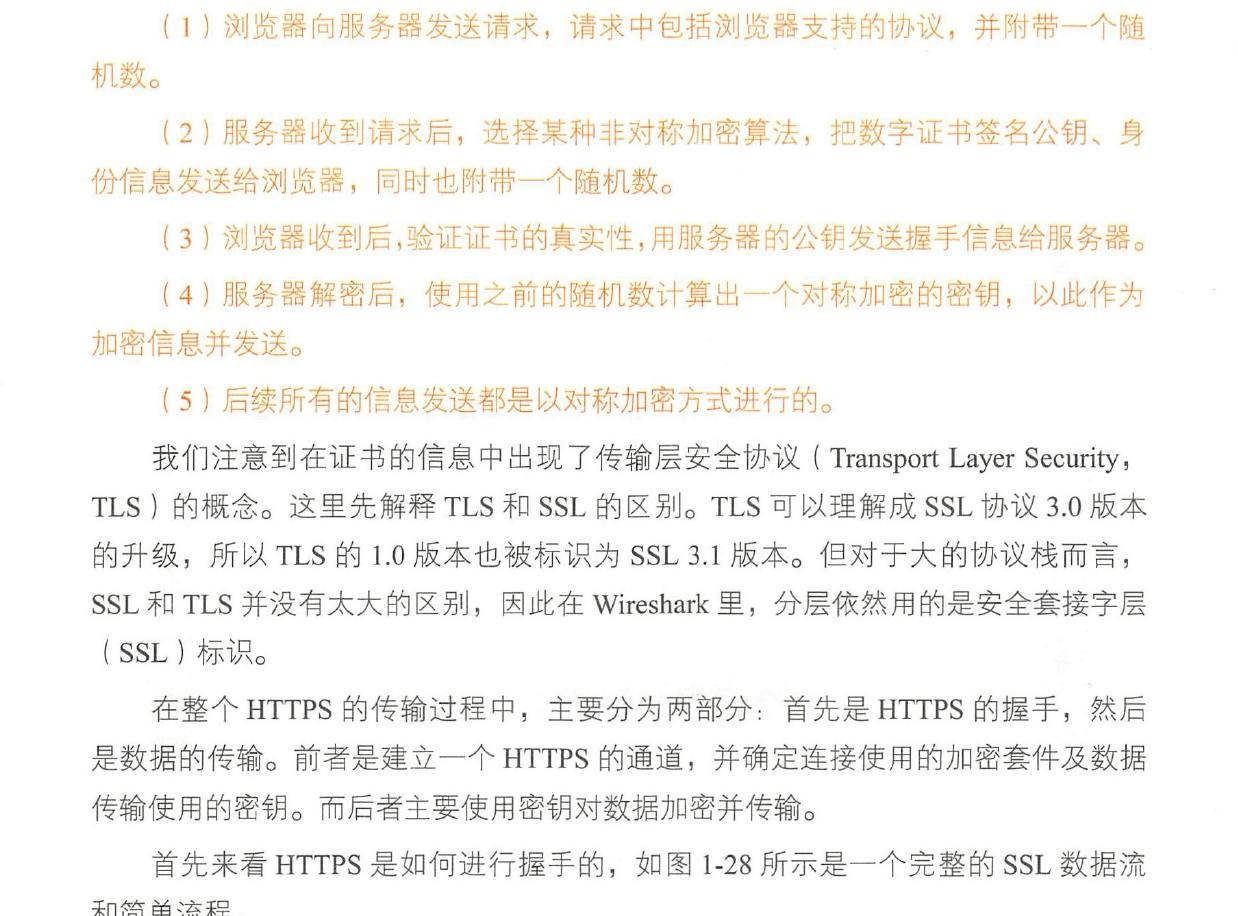 （1）浏览器向服务器发送请求，请求中包括浏览器支持的协议，并附带一个随
机数。
（2）服务器收到请求后，选择某种非对称加密算法，把数字证书签名公钥、身
份信息发送给浏览器，同时也附带一个随机数。
（3）浏览器收到后，验证证书的真实性，用服务器的公钥发送握手信息给服务器。
（4）服务器解密后，使用之前的随机数计算出一个对称加密的密钥，以此作为
加密信息并发送。
（5）后续所有的信息发送都是以对称加密方式进行的。
我们注意到在证书的信息中出现了传输层安全协议（Transport Layer Security，
TLS）的概念。这里先解释 TLS 和 SSL 的区别。TLS 可以理解成 SSL 协议 3.0 版本
的升级，所以 TLS 的 1.0 版本也被标识为 SSL 3.1 版本。但对于大的协议栈而言，
SSL 和 TLS 并没有太大的区别，因此在 Wireshark 里，分层依然用的是安全套接字层
（SSL）标识。
在整个 HTTPS 的传输过程中，主要分为两部分：首先是 HTTPS 的握手，然后
是数据的传输。前者是建立一个 HTTPS 的通道，并确定连接使用的加密套件及数据
传输使用的密钥。而后者主要使用密钥对数据加密并传输。
首先来看 HTTPS 是如何进行握手的，如图 1-28 所示是一个完整的 SSL 数据流
和简单流程。